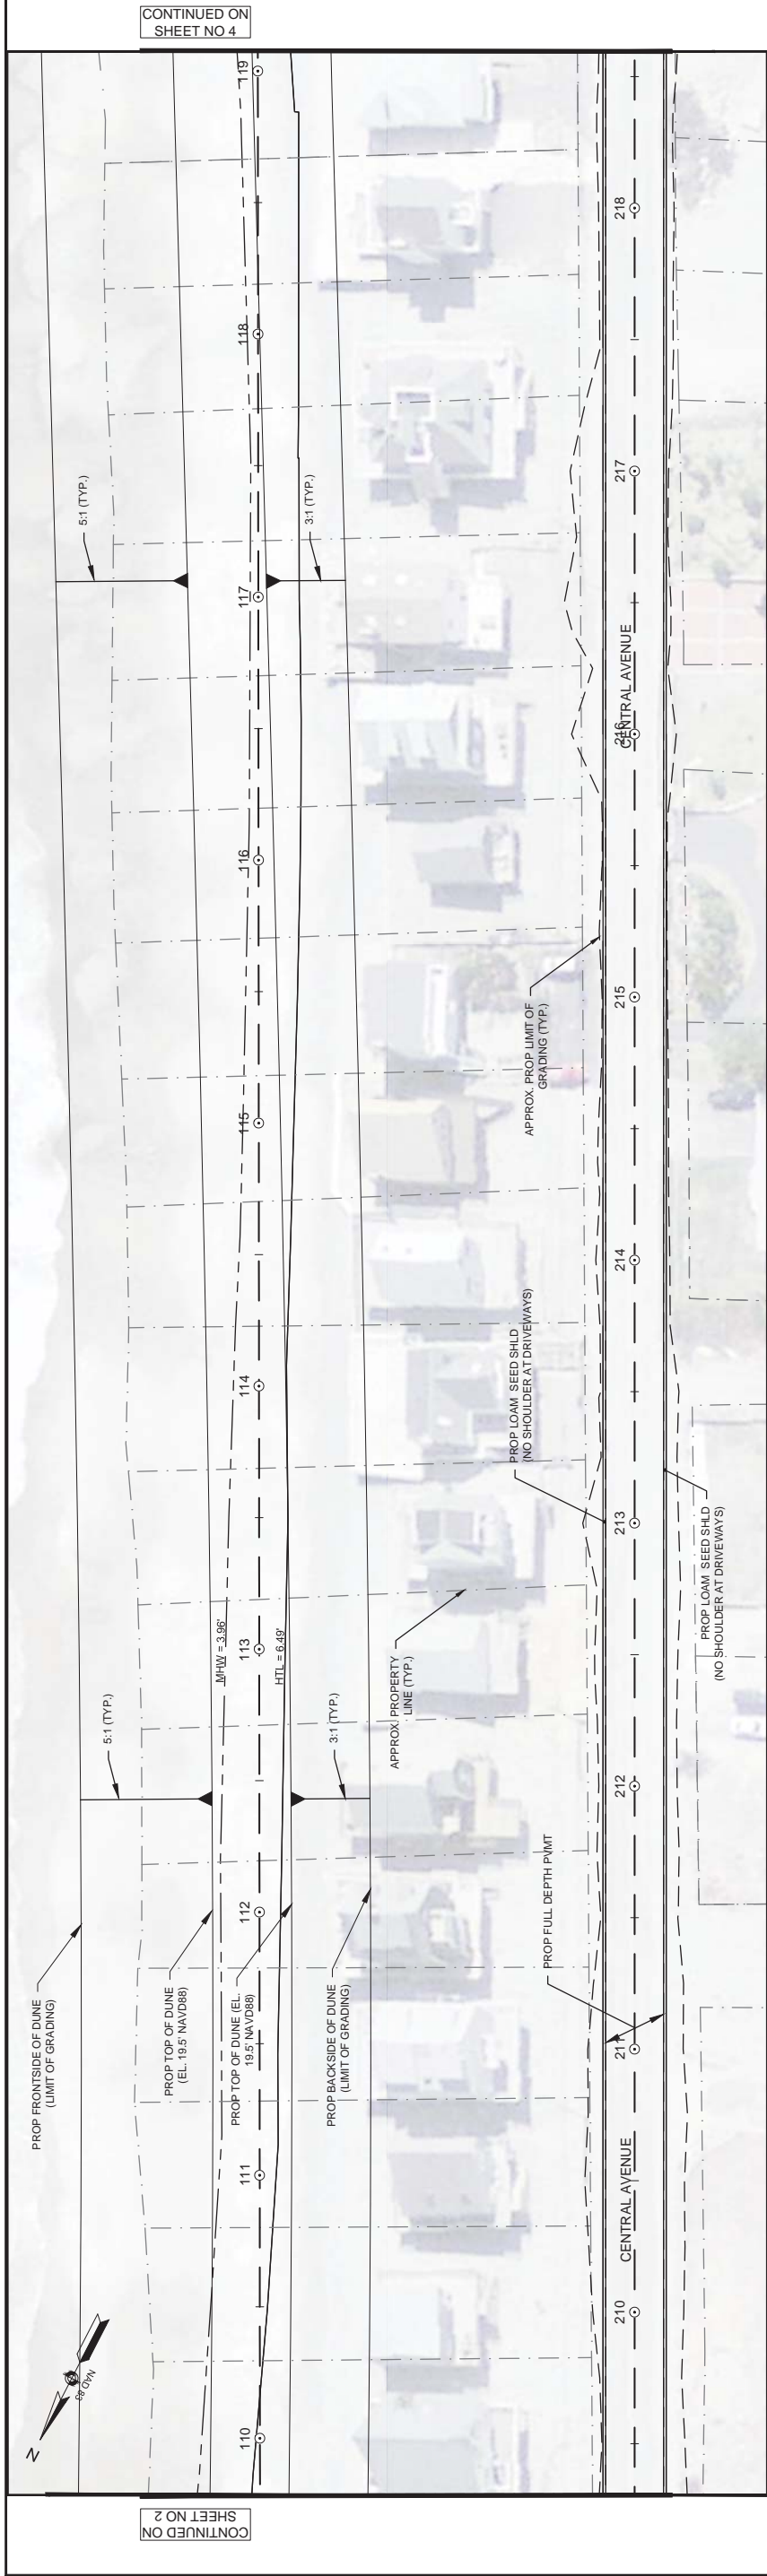 CONTINUED ON
SHEET NO 4
119
218
118
5:1 (TYP.)
3:1 (TYP.)
217
117
CENTRAL AVENUE
216
116
215
APPROX. PROP LIMIT OF
GRADING (TYP.)
115
214
PROP LOAM SEED SHLD
(NO SHOULDER AT DRIVEWAYS)
114
213
PROP LOAM SEED SHLD
(NO SHOULDER AT DRIVEWAYS)
MHW = 3.96'
113
HTL = 6.49'
APPROX. PROPERTY
LINE (TYP.)
5:1 (TYP.)
3:1 (TYP.)
212
112
PROP FULL DEPTH PVMT
PROP FRONTSIDE OF DUNE
(LIMIT OF GRADING)
PROP TOP OF DUNE
(EL. 19.5' NAVD88)
PROP TOP OF DUNE (EL.
19.5' NAVD88)
PROP BACKSIDE OF DUNE
(LIMIT OF GRADING)
211
111
CENTRAL AVENUE
210
110
N
NAD 83
CONTINUED ON
SHEET NO 2